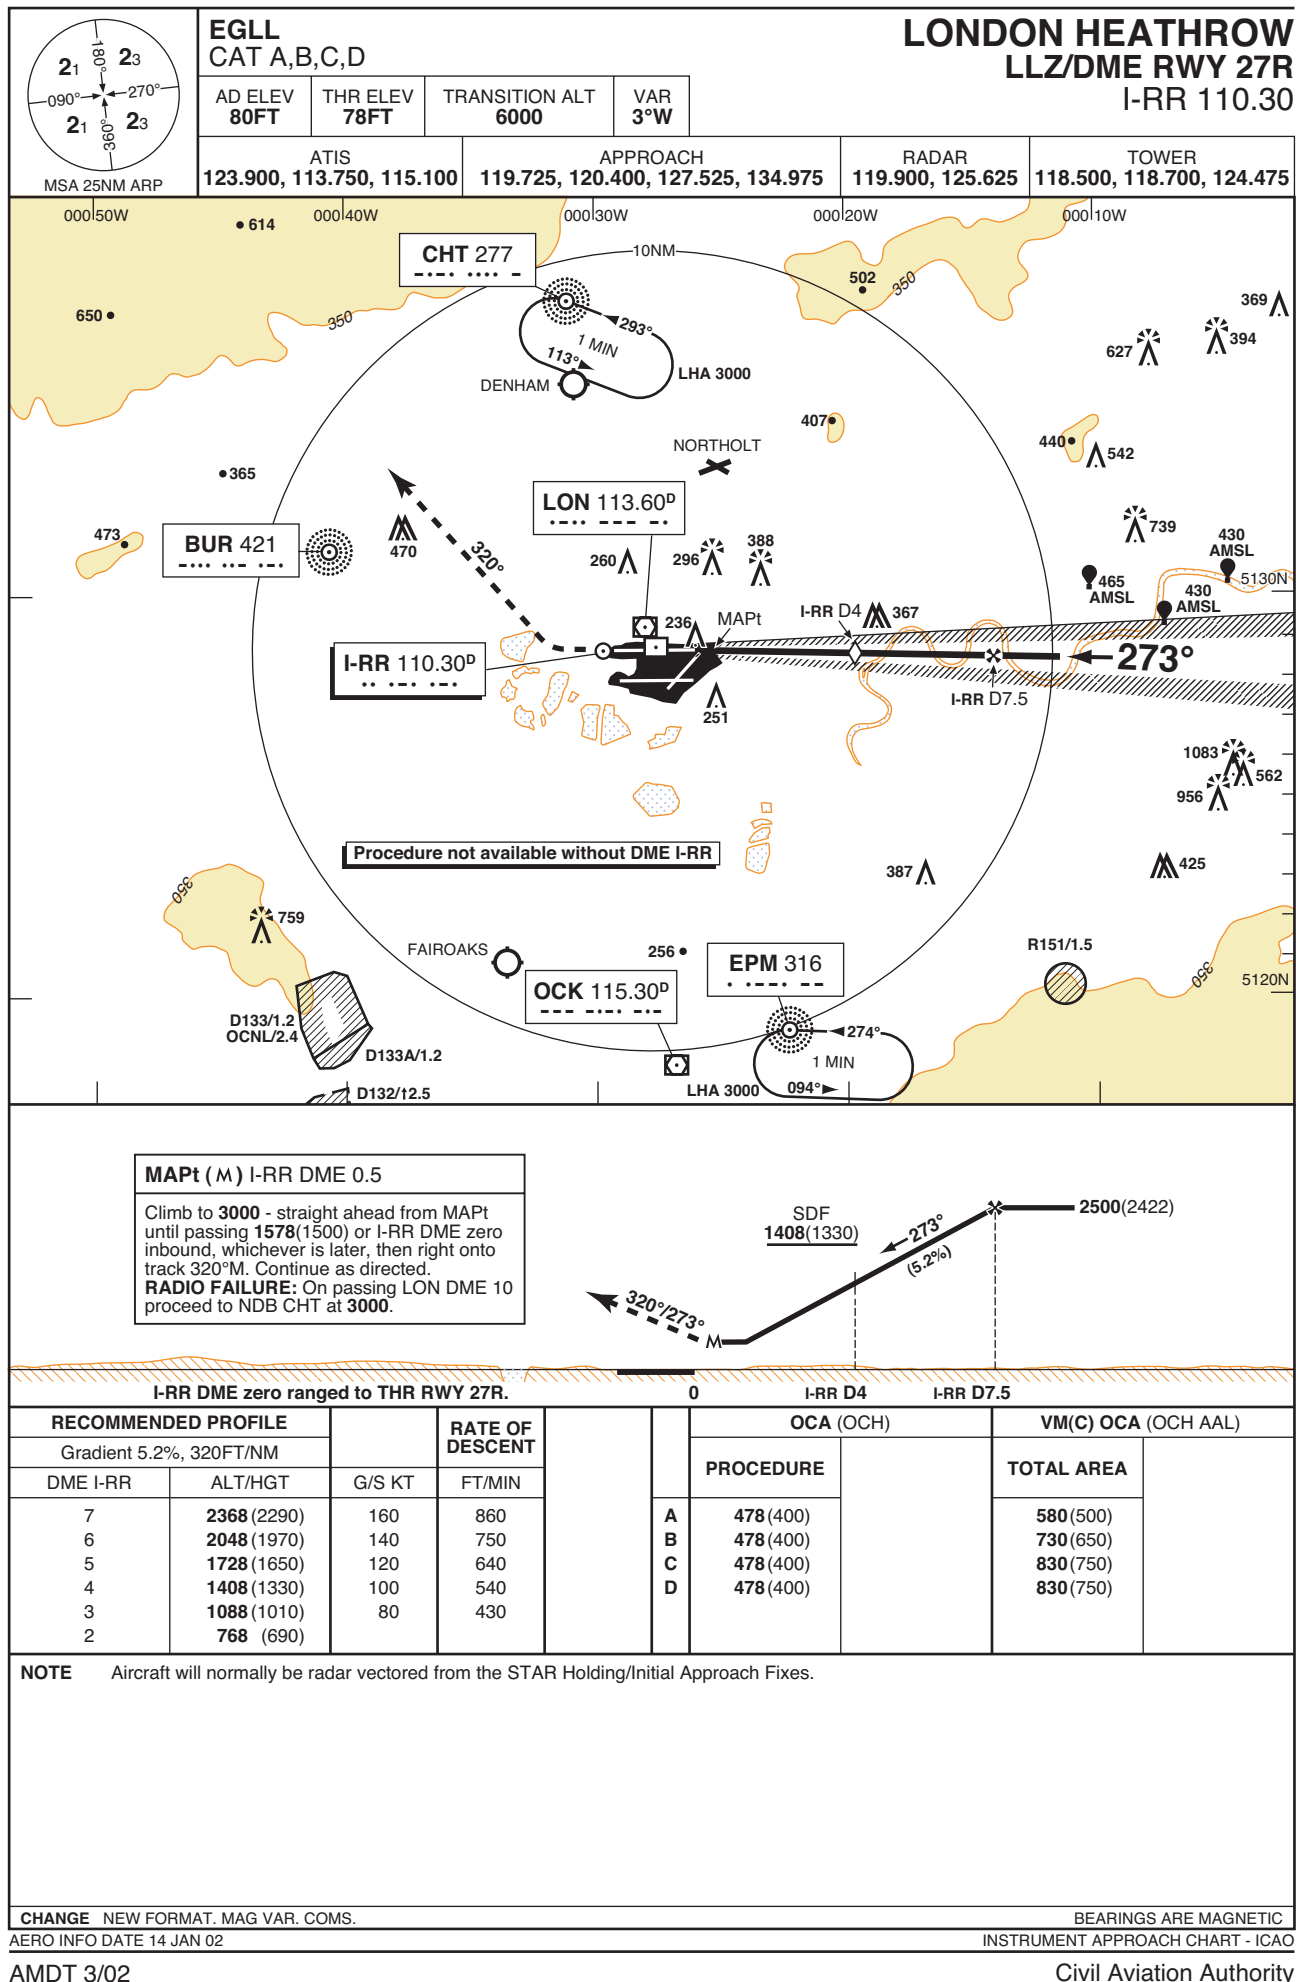 EGLL
CAT A,B,C,D
LONDON HEATHROW
LLZ/DME RWY 27R
I-RR 110.30
180°
21
23
090°
270°
21
23
360°
MSA 25NM ARP
AD ELEV
80FT
THR ELEV
78FT
TRANSITION ALT
6000
VAR
3°W
ATIS
123.900, 113.750, 115.100
APPROACH
119.725, 120.400, 127.525, 134.975
RADAR
119.900, 125.625
TOWER
118.500, 118.700, 124.475
000|50W
000|40W
000|30W
000|20W
000|10W
614
CHT 277
10NM
502
350
369
650
350
293°
1 MIN
113°
627
394
DENHAM
LHA 3000
407
440
542
NORTHOLT
365
LON 113.60D
473
BUR 421
470
320°
260
296
388
739
430
AMSL
465
AMSL
5130N
430
AMSL
236
MAPt
I-RR D4
367
I-RR 110.30D
273°
I-RR D7.5
251
1083
562
956
Procedure not available without DME I-RR
387
425
350
759
FAIROAKS
256
EPM 316
R151/1.5
350
5120N
OCK 115.30D
D133/1.2
OCNL/2.4
D133A/1.2
274°
1 MIN
D132/↑2.5
LHA 3000
094°
MAPt (M) I-RR DME 0.5
Climb to 3000 - straight ahead from MAPt
until passing 1578(1500) or I-RR DME zero
inbound, whichever is later, then right onto
track 320°M. Continue as directed.
RADIO FAILURE: On passing LON DME 10
proceed to NDB CHT at 3000.
SDF
1408(1330)
273°
(5.2%)
2500(2422)
320°/273°
M
I-RR DME zero ranged to THR RWY 27R.
0
I-RR D4
I-RR D7.5
RECOMMENDED PROFILE
Gradient 5.2%, 320FT/NM
RATE OF
DESCENT
OCA (OCH)
VM(C) OCA (OCH AAL)
PROCEDURE
TOTAL AREA
DME I-RR ALT/HGT G/S KT FT/MIN
7 2368 (2290) 160 860 A 478(400) 580(500)
6 2048 (1970) 140 750 B 478(400) 730(650)
5 1728 (1650) 120 640 C 478(400) 830(750)
4 1408 (1330) 100 540 D 478(400) 830(750)
3 1088 (1010) 80 430
2 768 (690)
NOTE Aircraft will normally be radar vectored from the STAR Holding/Initial Approach Fixes.
CHANGE NEW FORMAT. MAG VAR. COMS.
BEARINGS ARE MAGNETIC
AERO INFO DATE 14 JAN 02
INSTRUMENT APPROACH CHART - ICAO
AMDT 3/02
Civil Aviation Authority